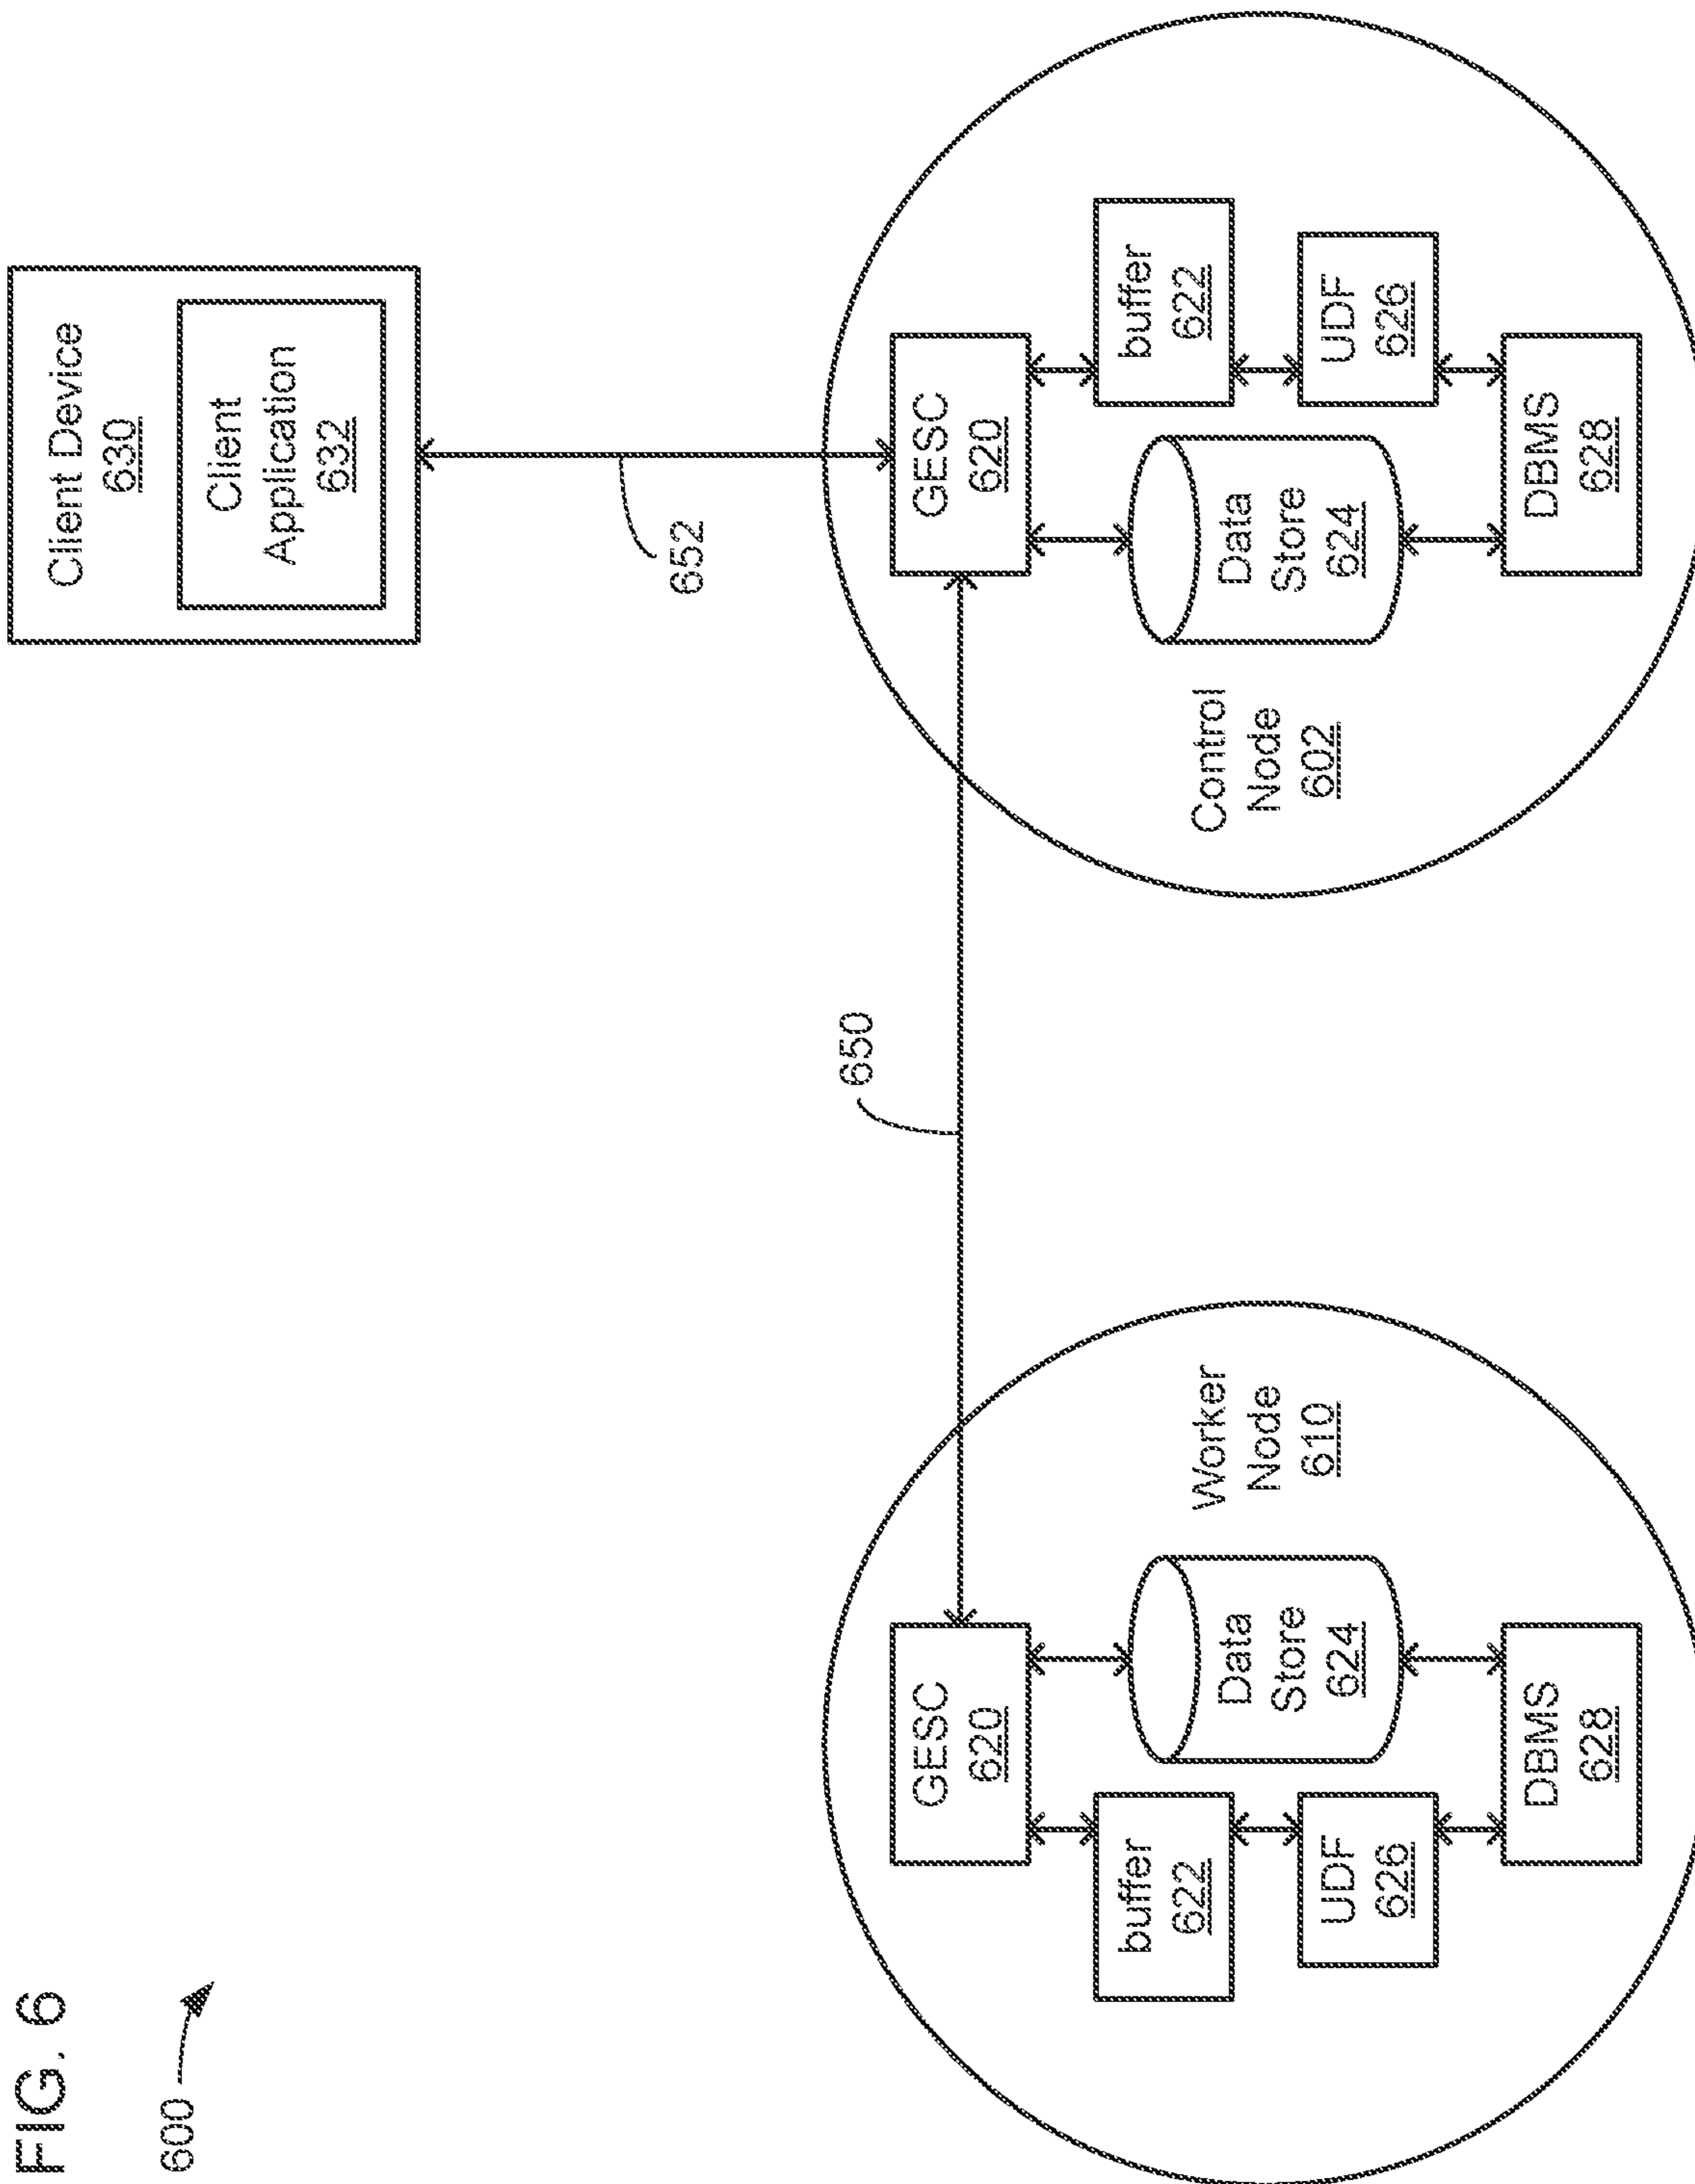 FIG. 6
600
Client Device
630
Client
Application
632
652
650
GESC
620
buffer
622
Data
Store
624
UDF
626
DBMS
628
Worker
Node
610
GESC
620
Data
Store
624
buffer
622
UDF
626
DBMS
628
Control
Node
602